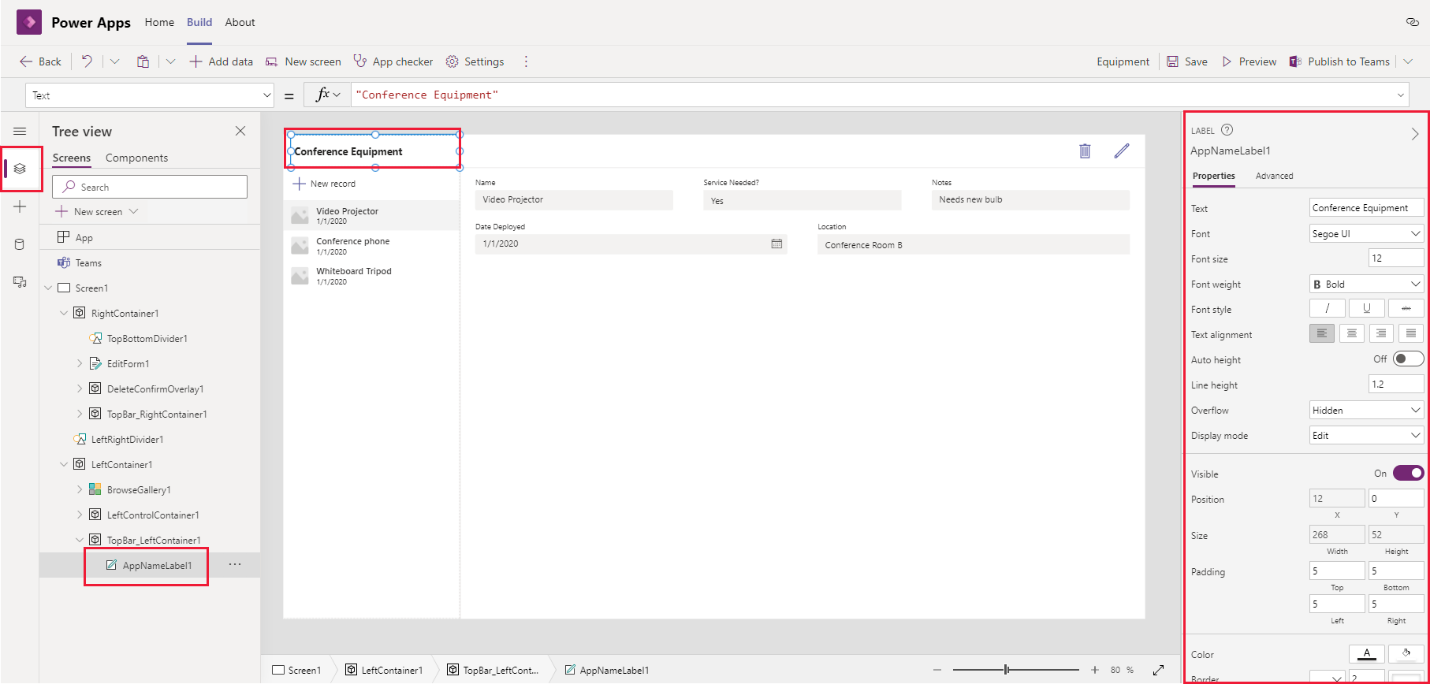 Power Apps Home Build About
Back Add data New screen App checker Settings Equipment Save Preview Publish to Teams
Text = fx "Conference Equipment"
Tree view
Screens Components
Search
New screen
App
Teams
Screen1
RightContainer1
TopBottomDivider1
EditForm1
DeleteConfirmOverlay1
TopBar_RightContainer1
LeftRightDivider1
LeftContainer1
BrowseGallery1
LeftControlContainer1
TopBar_LeftContainer1
AppNameLabel1 ...
Conference Equipment
New record
Video Projector
1/1/2020
Conference phone
1/1/2020
Whiteboard Tripod
1/1/2020
Name Service Needed? Notes
Video Projector Yes Needs new bulb
Date Deployed Location
1/1/2020 Conference Room B
Screen1 LeftContainer1 TopBar_LeftCont... AppNameLabel1 80 %
LABEL ?
AppNameLabel1
Properties Advanced
Text Conference Equipment
Font Segoe UI
Font size 12
Font weight B Bold
Font style / U abc
Text alignment
Auto height Off
Line height 1.2
Overflow Hidden
Display mode Edit
Visible On
Position 12 0
X Y
Size 268 52
Width Height
Padding 5 5
Top Bottom
5 5
Left Right
Color A
Border 2